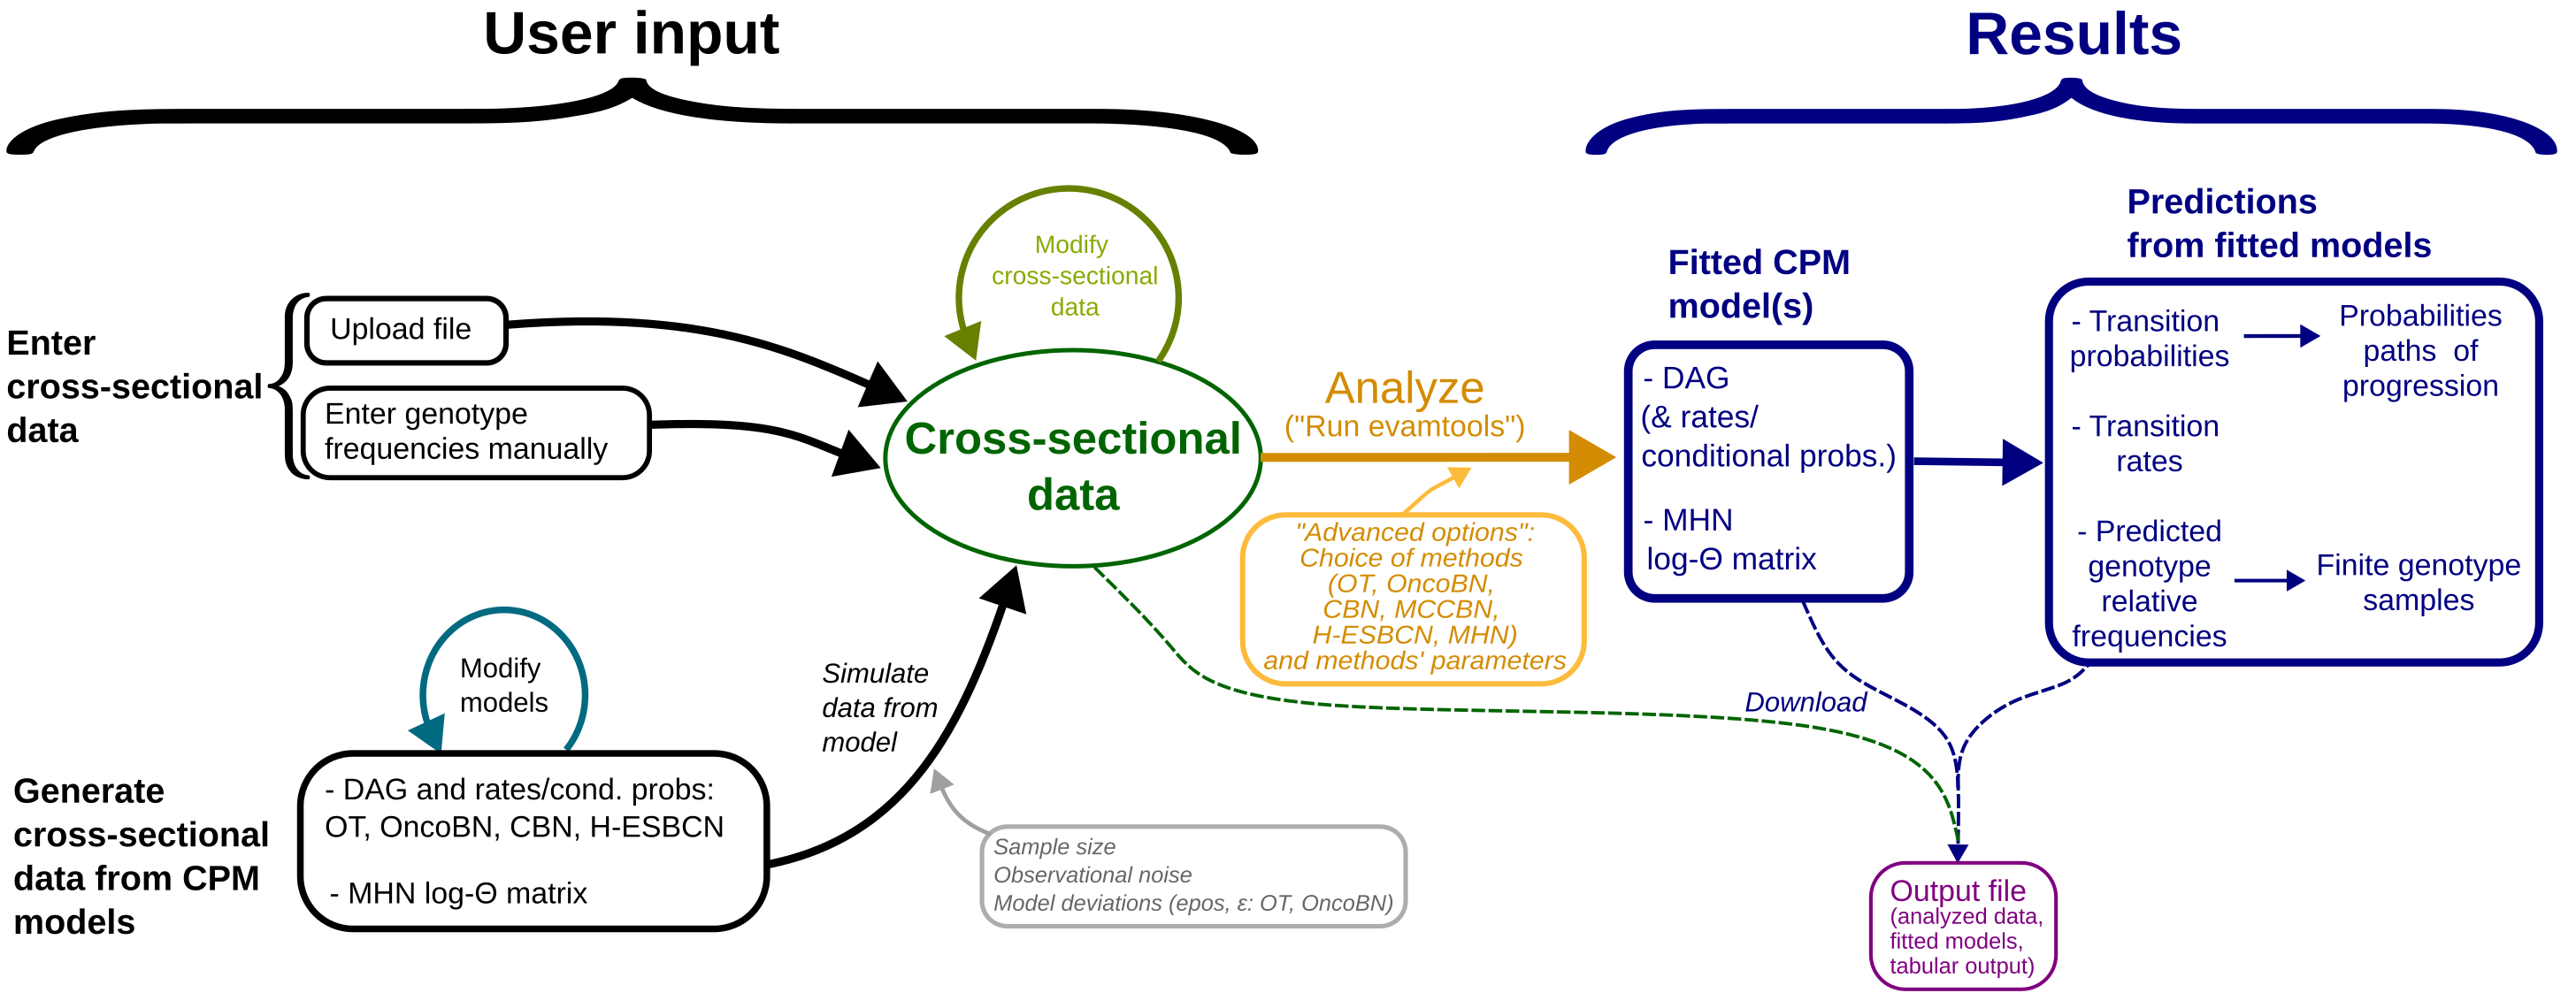 User input
Results
Enter
cross-sectional
data
Upload file
Enter genotype
frequencies manually
Modify
cross-sectional
data
Cross-sectional
data
Generate
cross-sectional
data from CPM
models
Modify
models
- DAG and rates/cond. probs:
OT, OncoBN, CBN, H-ESBCN
- MHN log-Θ matrix
Simulate
data from
model
Sample size
Observational noise
Model deviations (epos, ε: OT, OncoBN)
Analyze
("Run evamtools")
"Advanced options":
Choice of methods
(OT, OncoBN,
CBN, MCCBN,
H-ESBCN, MHN)
and methods' parameters
Fitted CPM
model(s)
- DAG
(& rates/
conditional probs.)
- MHN
log-Θ matrix
Predictions
from fitted models
- Transition
probabilities
Probabilities
paths of
progression
- Transition
rates
- Predicted
genotype
relative
frequencies
Finite genotype
samples
Download
Output file
(analyzed data,
fitted models,
tabular output)